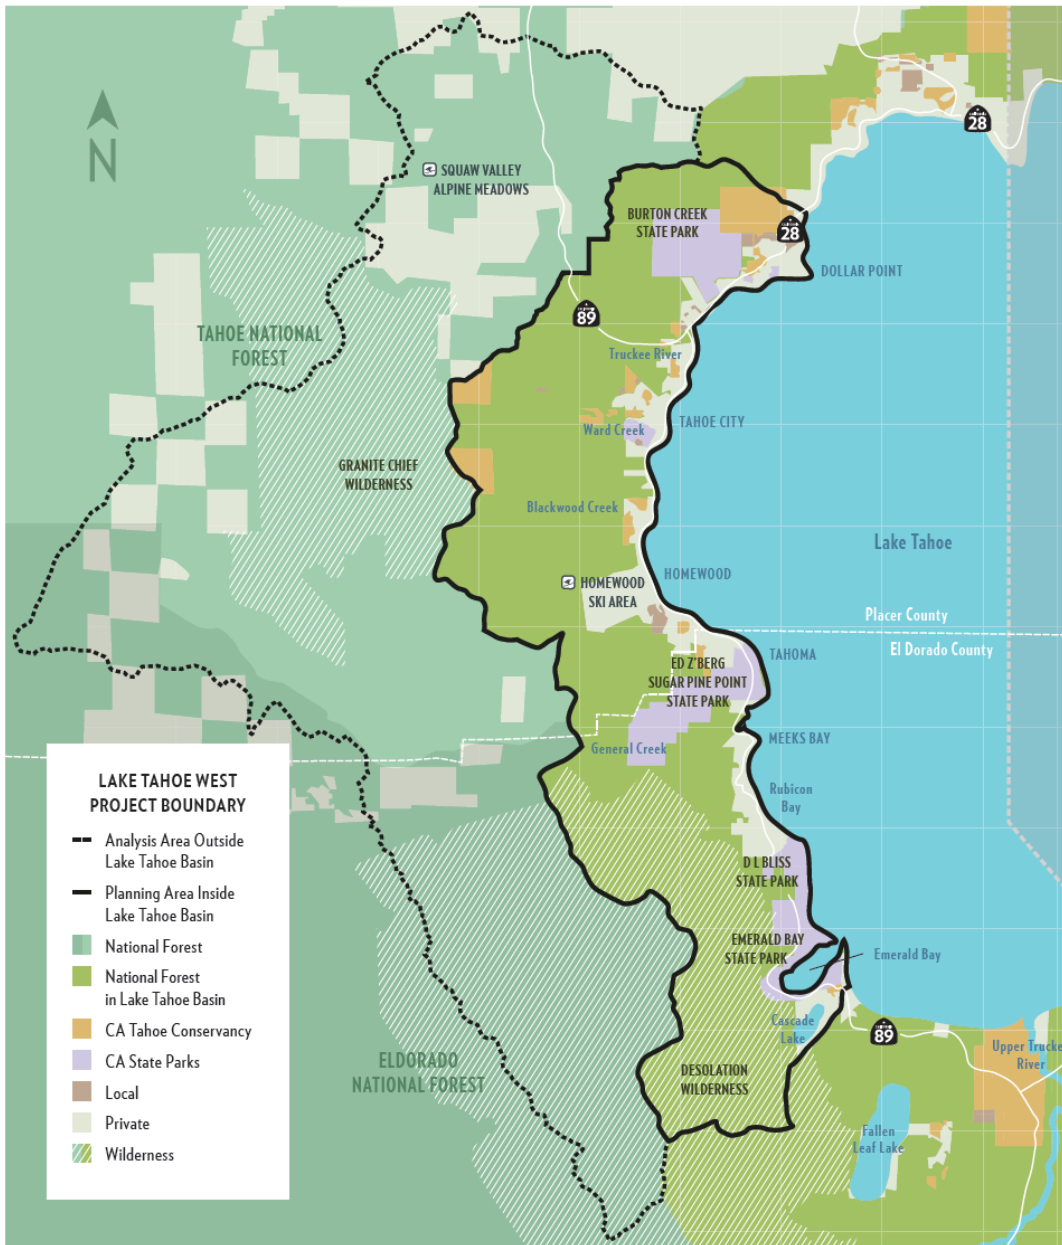 28
N
SQUAW VALLEY
ALPINE MEADOWS
BURTON CREEK
STATE PARK
28
DOLLAR POINT
TAHOE NATIONAL
FOREST
89
Truckee River
TAHOE CITY
Ward Creek
GRANITE CHIEF
WILDERNESS
Blackwood Creek
Lake Tahoe
HOMEWOOD
SKI AREA
HOMEWOOD
Placer County
El Dorado County
TAHOMA
ED Z'BERG
SUGAR PINE POINT
STATE PARK
General Creek
MEEKS BAY
Rubicon
Bay
D L BLISS
STATE PARK
EMERALD BAY
STATE PARK
Emerald Bay
Cascade
Lake
89
Upper Trucke
River
ELDORADO
NATIONAL FOREST
DESOLATION
WILDERNESS
Fallen
Leaf Lake
LAKE TAHOE WEST
PROJECT BOUNDARY
Analysis Area Outside
Lake Tahoe Basin
Planning Area Inside
Lake Tahoe Basin
National Forest
National Forest
in Lake Tahoe Basin
CA Tahoe Conservancy
CA State Parks
Local
Private
Wilderness